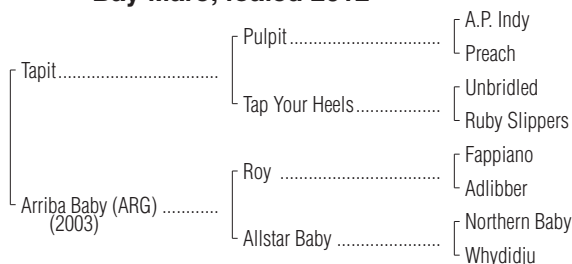 Bay Mare, foaled 2012
A.P. Indy
Pulpit
Preach
Tapit
Unbridled
Tap Your Heels
Ruby Slippers
Fappiano
Roy
Adlibber
Arriba Baby (ARG)
(2003)
Northern Baby
Allstar Baby
Whydidju